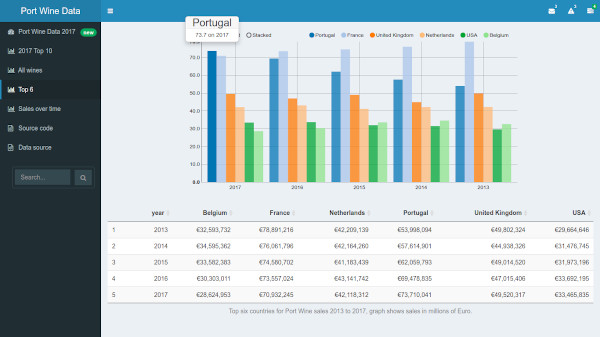 Port Wine Data
Port Wine Data 2017 new
2017 Top 10
All wines
Top 6
Sales over time
Source code
Data source
Search...
Portugal
73.7 on 2017
Stacked
Portugal France United Kingdom Netherlands USA Belgium
70.0
60.0
50.0
40.0
30.0
20.0
10.0
0.0
2017 2016 2015 2014 2013
year Belgium France Netherlands Portugal United Kingdom USA
1 2013 €32,593,732 €78,891,216 €42,209,139 €53,998,094 €49,802,324 €29,664,646
2 2014 €34,595,362 €76,061,796 €42,164,260 €57,614,901 €44,938,326 €31,476,745
3 2015 €33,582,383 €74,580,702 €41,183,439 €62,059,793 €49,014,520 €31,973,196
4 2016 €30,303,011 €73,557,024 €43,141,742 €69,478,835 €47,015,406 €33,692,195
5 2017 €28,624,953 €70,932,245 €42,118,312 €73,710,041 €49,520,317 €33,465,835
Top six countries for Port Wine sales 2013 to 2017, graph shows sales in millions of Euro.